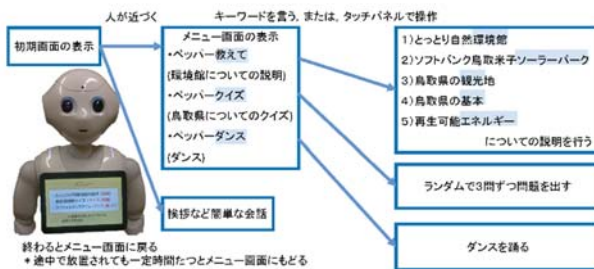 人が近づく
キーワードを言う,または,タッチパネルで操作
初期画面の表示
メニュー画面の表示
・ペッパー教えて
(環境館についての説明)
・ペッパークイズ
(鳥取県についてのクイズ)
・ペッパーダンス
(ダンス)
1)とっとり自然環境館
2)ソフトバンク鳥取米子ソーラーパーク
3)鳥取県の観光地
4)鳥取県の基本
5)再生可能エネルギー
についての説明を行う
ランダムで3問ずつ問題を出す
挨拶など簡単な会話
ダンスを踊る
終わるとメニュー画面に戻る
*途中で放置されても一定時間たつとメニュー画面にもどる